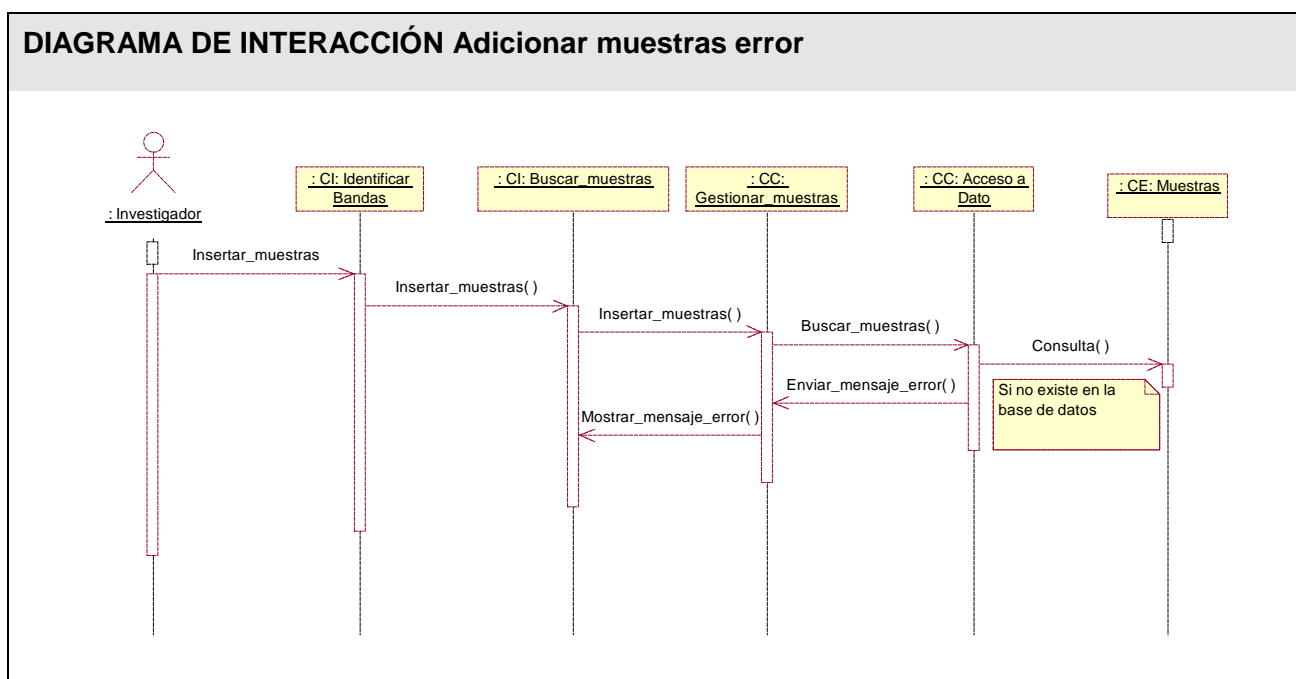 DIAGRAMA DE INTERACCIÓN Adicionar muestras error
: Investigador
: CI: Identificar
Bandas
: CI: Buscar_muestras
: CC:
Gestionar_muestras
: CC: Acceso a
Dato
: CE: Muestras
Insertar_muestras
Insertar_muestras( )
Insertar_muestras( )
Buscar_muestras( )
Consulta( )
Enviar_mensaje_error( )
Si no existe en la
base de datos
Mostrar_mensaje_error( )